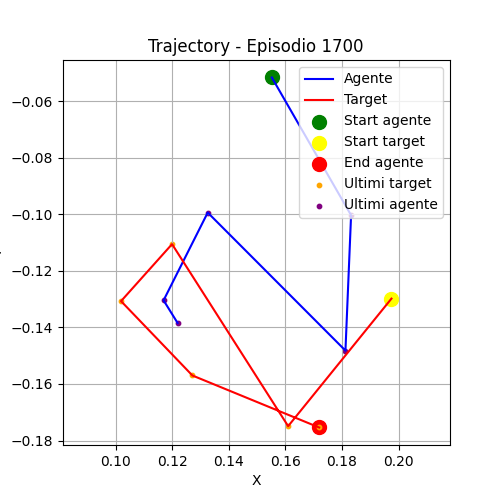 Trajectory - Episodio 1700
Agente
Target
Start agente
Start target
End agente
Ultimi target
Ultimi agente
−0.06
−0.08
−0.10
−0.12
−0.14
−0.16
−0.18
0.10 0.12 0.14 0.16 0.18 0.20
X